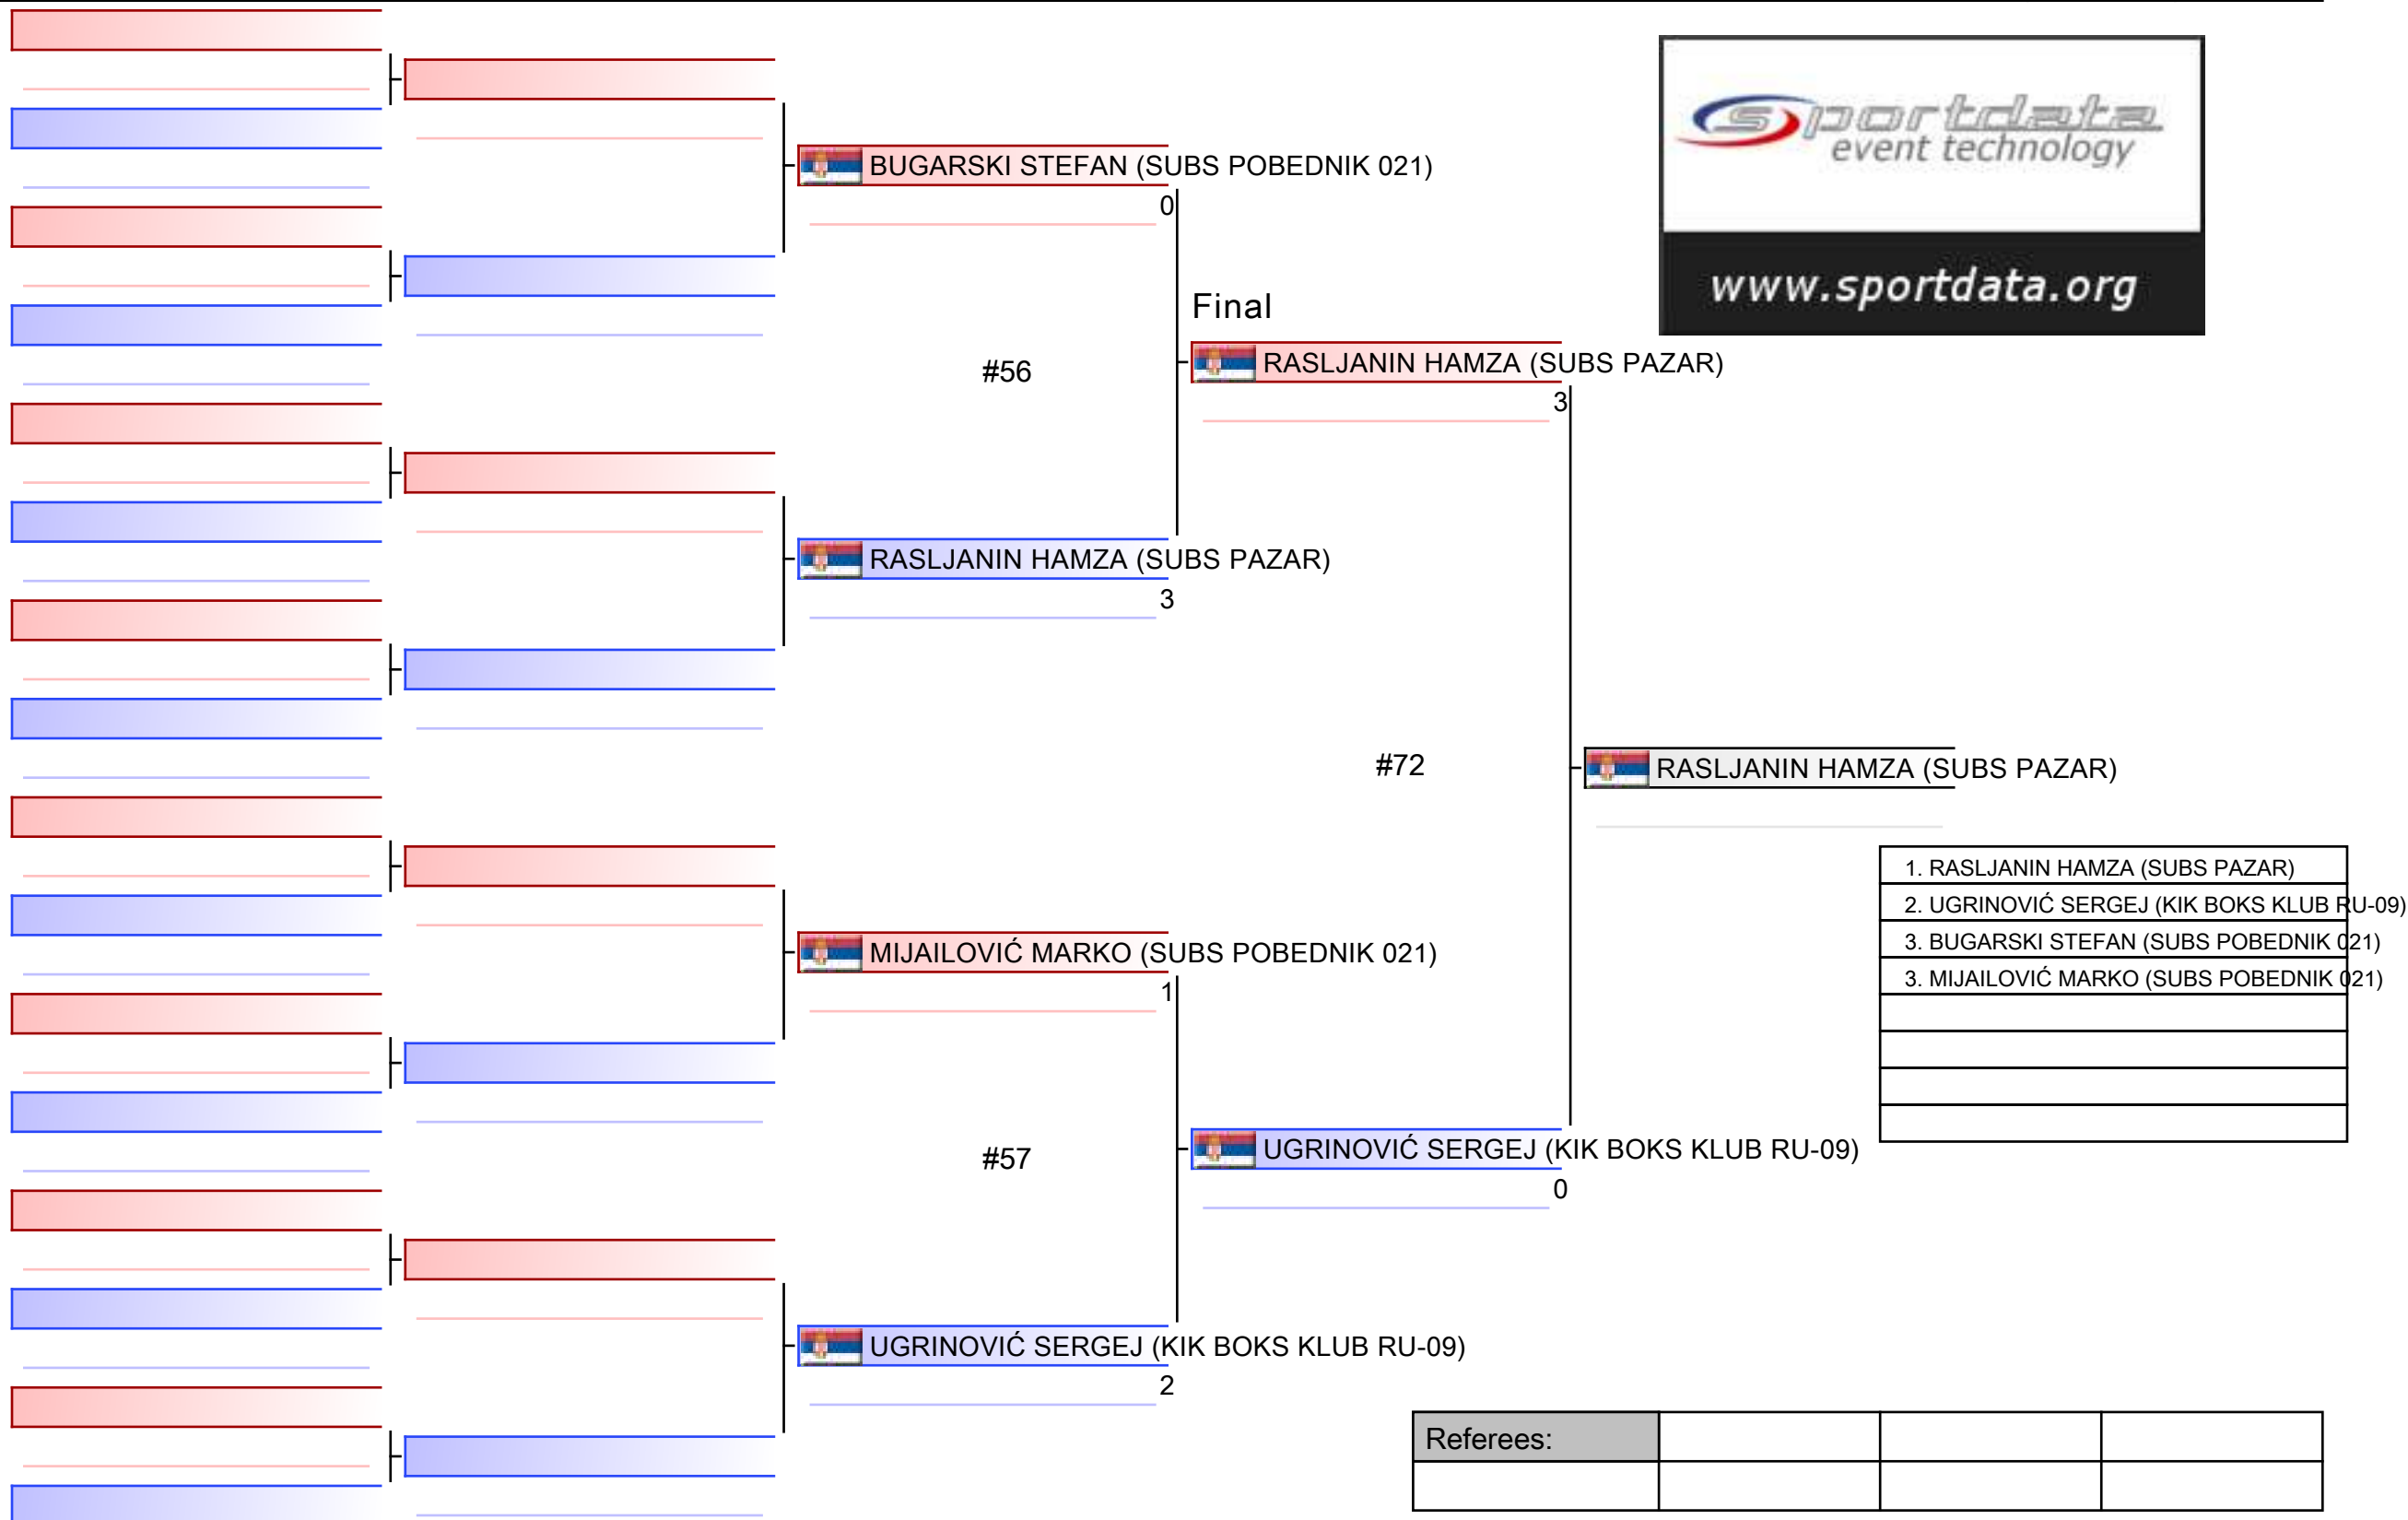 sportdata
event technology
www.sportdata.org
BUGARSKI STEFAN (SUBS POBEDNIK 021)
0
Final
#56
RASLJANIN HAMZA (SUBS PAZAR)
3
RASLJANIN HAMZA (SUBS PAZAR)
3
#72
RASLJANIN HAMZA (SUBS PAZAR)
1. RASLJANIN HAMZA (SUBS PAZAR)
2. UGRINOVIĆ SERGEJ (KIK BOKS KLUB RU-09)
3. BUGARSKI STEFAN (SUBS POBEDNIK 021)
3. MIJAILOVIĆ MARKO (SUBS POBEDNIK 021)
MIJAILOVIĆ MARKO (SUBS POBEDNIK 021)
1
#57
UGRINOVIĆ SERGEJ (KIK BOKS KLUB RU-09)
0
UGRINOVIĆ SERGEJ (KIK BOKS KLUB RU-09)
2
Referees: